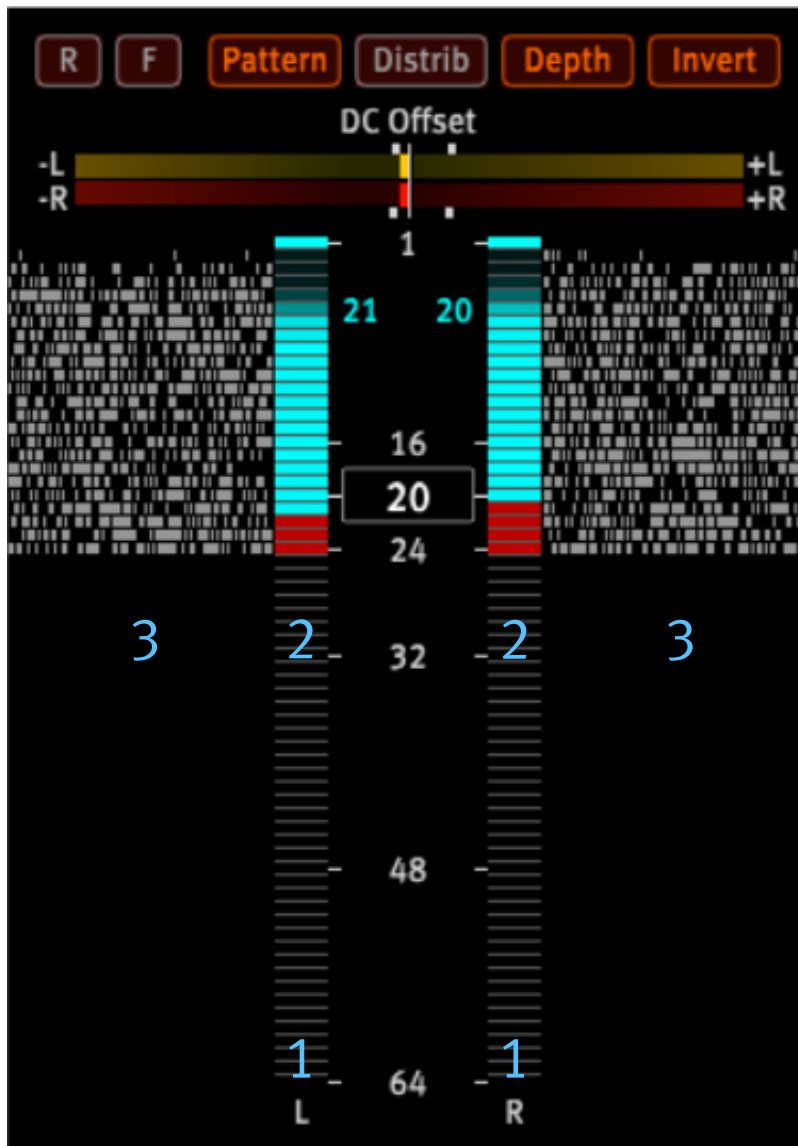 R F Pattern Distrib Depth Invert
DC Offset
-L +L
-R +R
1
21 20
16
20
24
3 2 2 3
32
48
1 1
64
L R